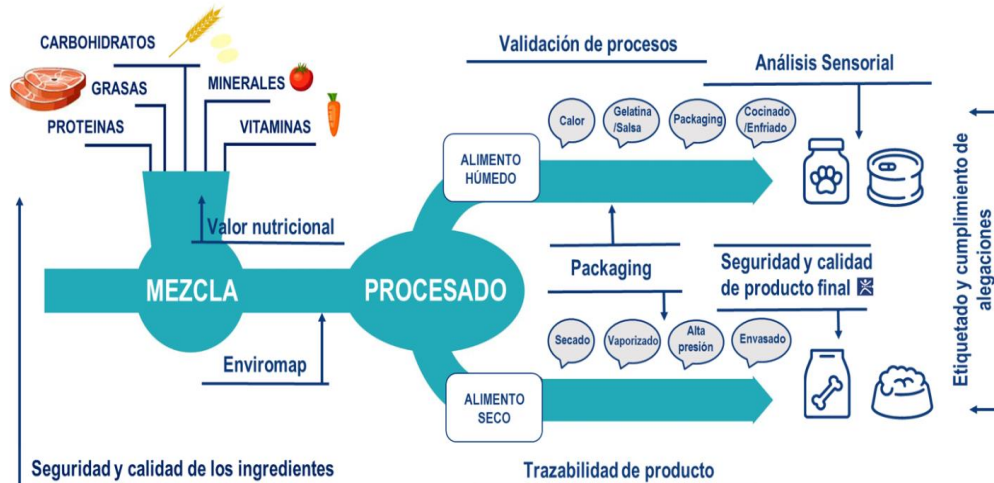 CARBOHIDRATOS
GRASAS
MINERALES
PROTEINAS
VITAMINAS
Valor nutricional
MEZCLA
PROCESADO
Enviromap
Seguridad y calidad de los ingredientes
Validación de procesos
Análisis Sensorial
Calor
Gelatina
/Salsa
Packaging
Cocinado
/Enfriado
ALIMENTO
HÚMEDO
Packaging
Seguridad y calidad
de producto final
Secado
Vaporizado
Alta
presión
Envasado
ALIMENTO
SECO
Trazabilidad de producto
Etiquetado y cumplimiento de
alegaciones